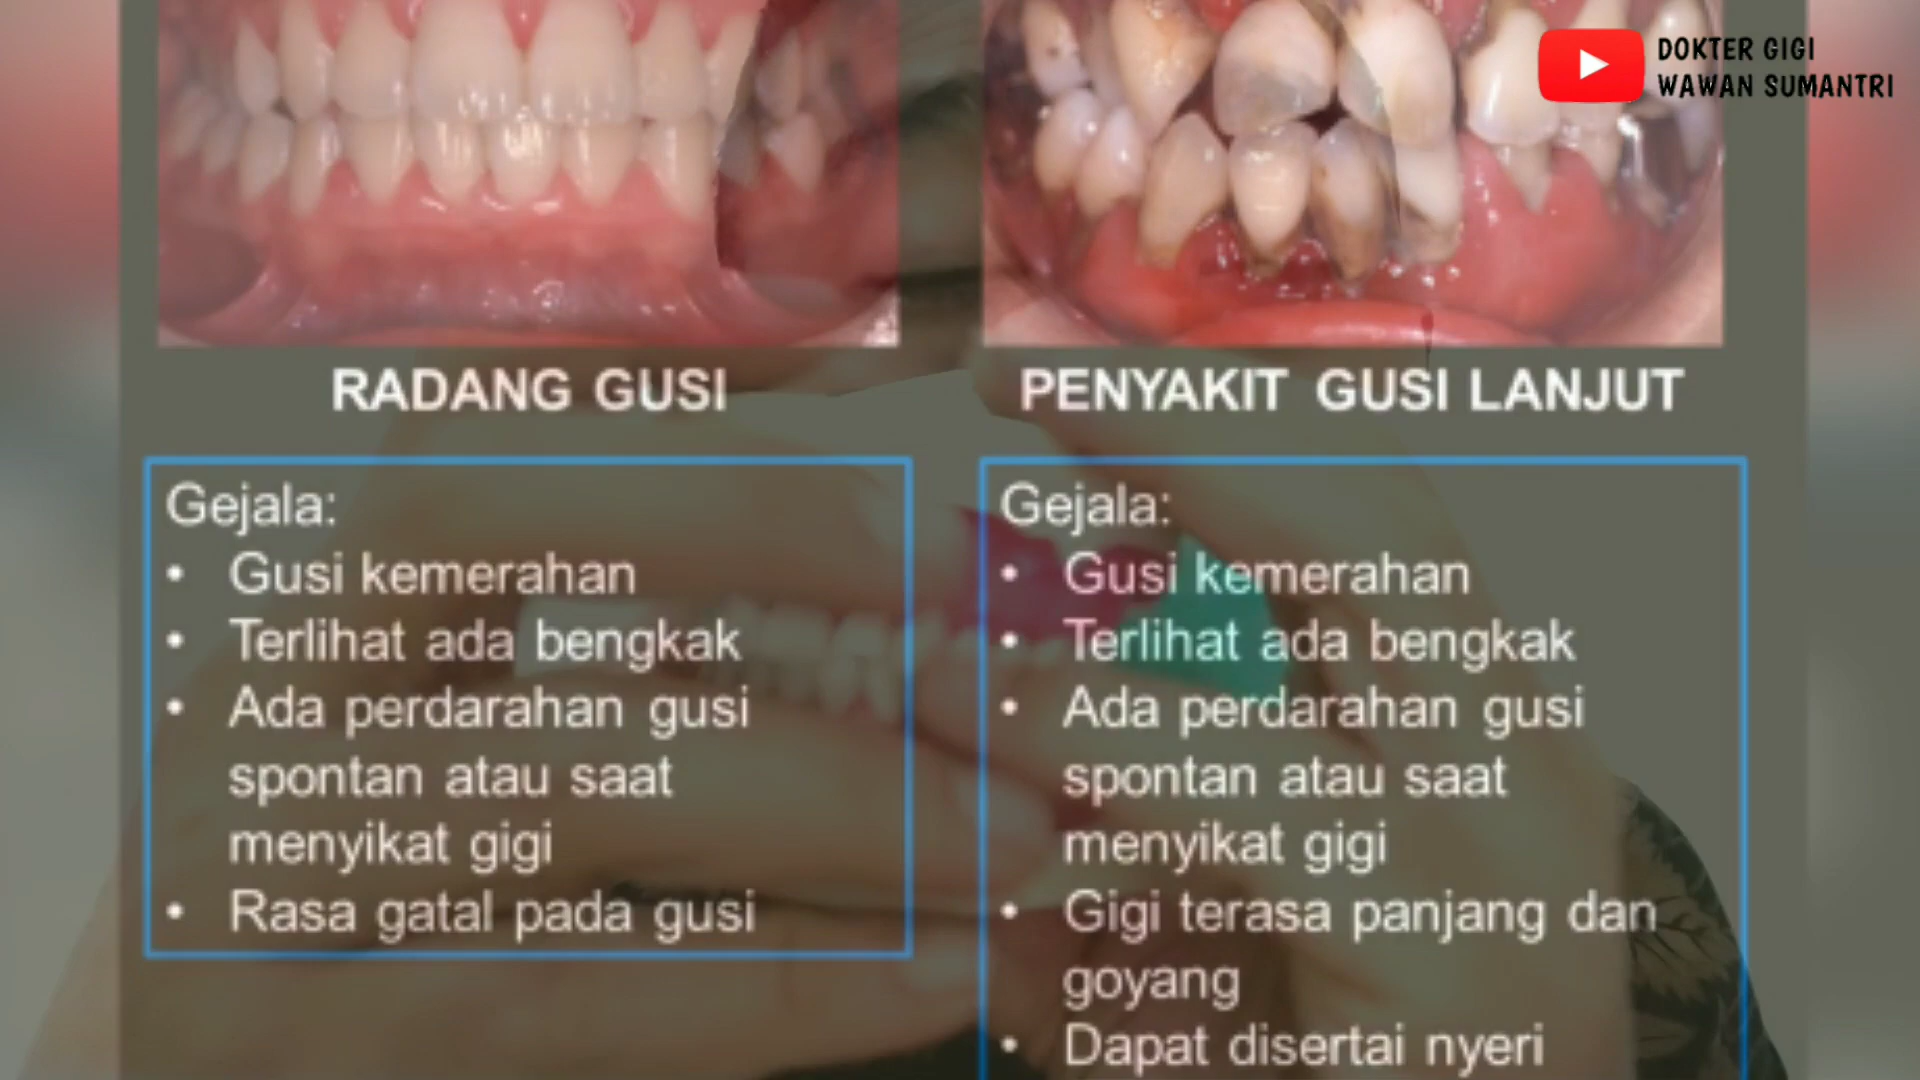 DOKTER GIGI
WAWAN SUMANTRI
RADANG GUSI
Gejala:
• Gusi kemerahan
• Terlihat ada bengkak
• Ada perdarahan gusi
spontan atau saat
menyikat gigi
• Rasa gatal pada gusi
PENYAKIT GUSI LANJUT
Gejala:
• Gusi kemerahan
• Terlihat ada bengkak
• Ada perdarahan gusi
spontan atau saat
menyikat gigi
• Gigi terasa panjang dan
goyang
• Dapat disertai nyeri